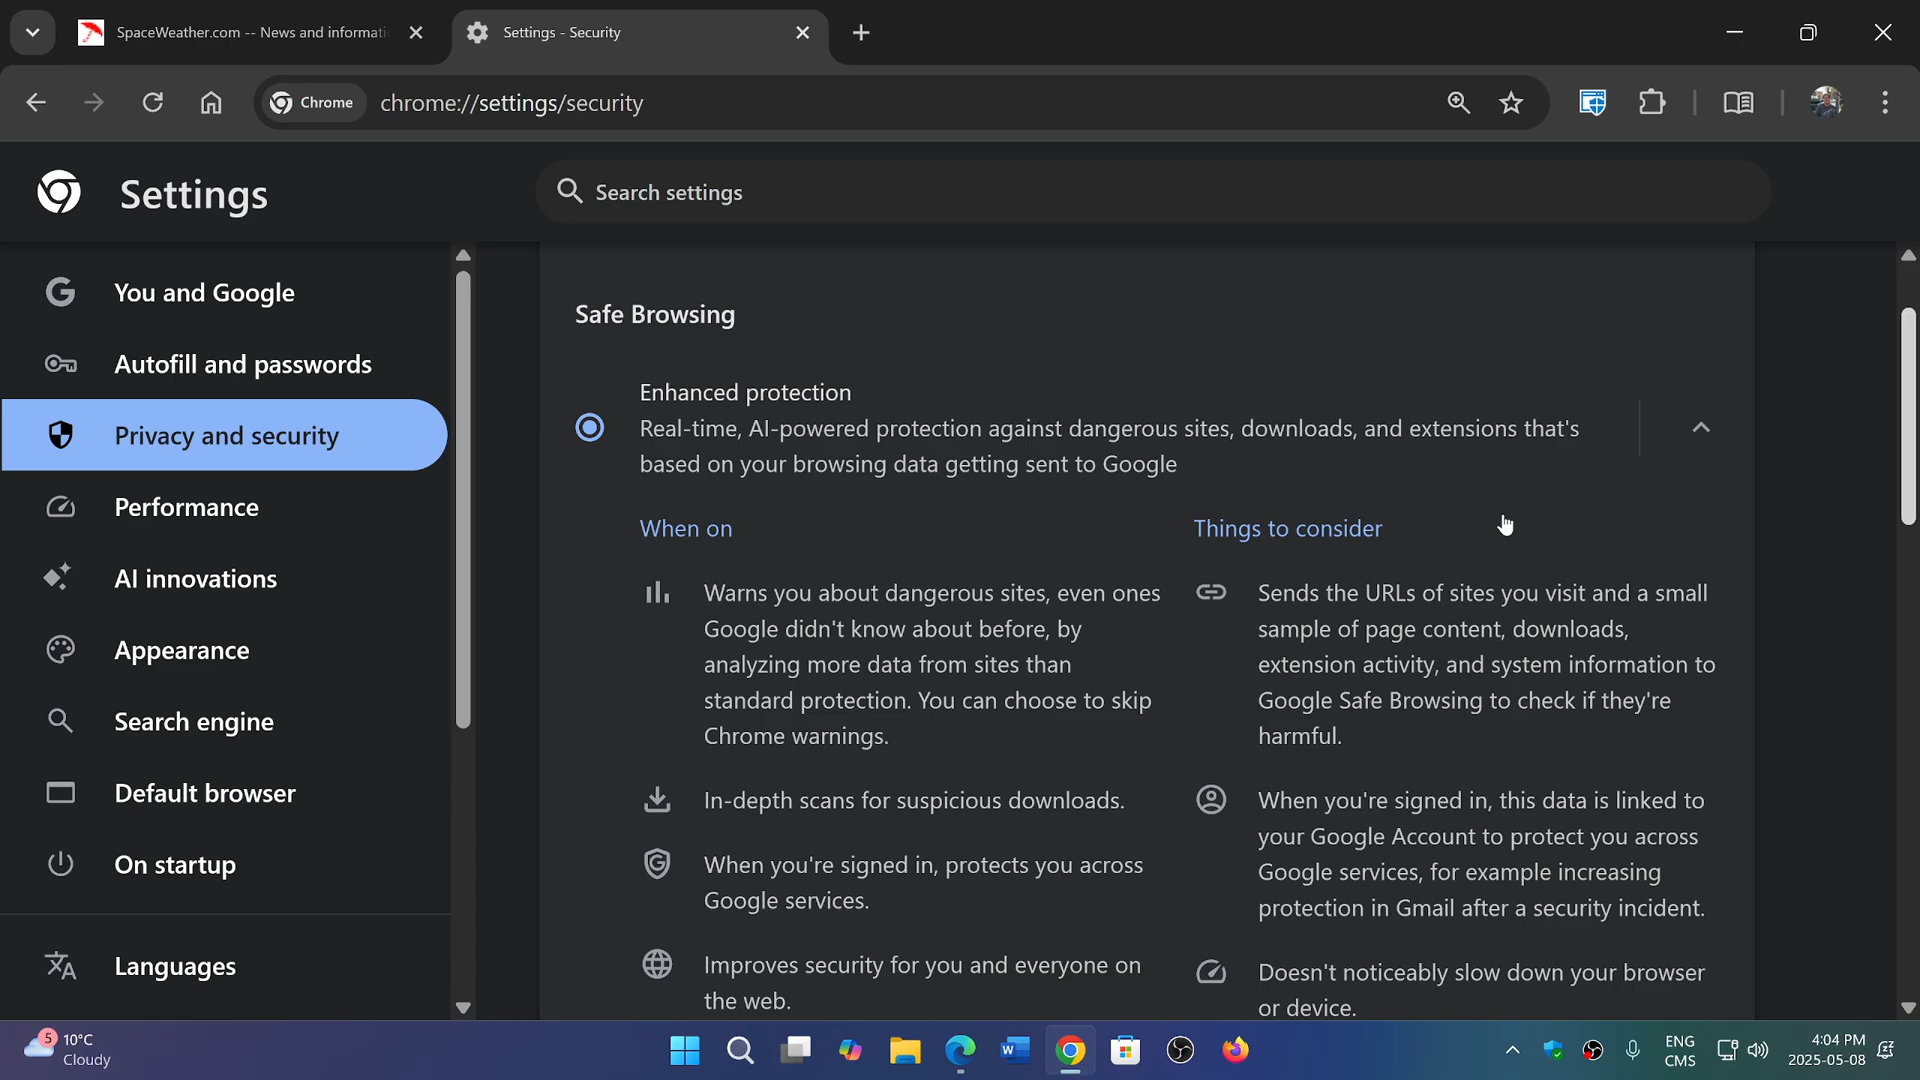 SpaceWeather.com -- News and informati
Settings - Security
Chrome
chrome://settings/security
Settings
Search settings
You and Google
Autofill and passwords
Privacy and security
Performance
AI innovations
Appearance
Search engine
Default browser
On startup
Languages
Safe Browsing
Enhanced protection
Real-time, AI-powered protection against dangerous sites, downloads, and extensions that's
based on your browsing data getting sent to Google
When on
Warns you about dangerous sites, even ones
Google didn't know about before, by
analyzing more data from sites than
standard protection. You can choose to skip
Chrome warnings.
In-depth scans for suspicious downloads.
When you're signed in, protects you across
Google services.
Improves security for you and everyone on
the web.
Things to consider
Sends the URLs of sites you visit and a small
sample of page content, downloads,
extension activity, and system information to
Google Safe Browsing to check if they're
harmful.
When you're signed in, this data is linked to
your Google Account to protect you across
Google services, for example increasing
protection in Gmail after a security incident.
Doesn't noticeably slow down your browser
or device.
5
10°C
Cloudy
ENG
CMS
4:04 PM
2025-05-08